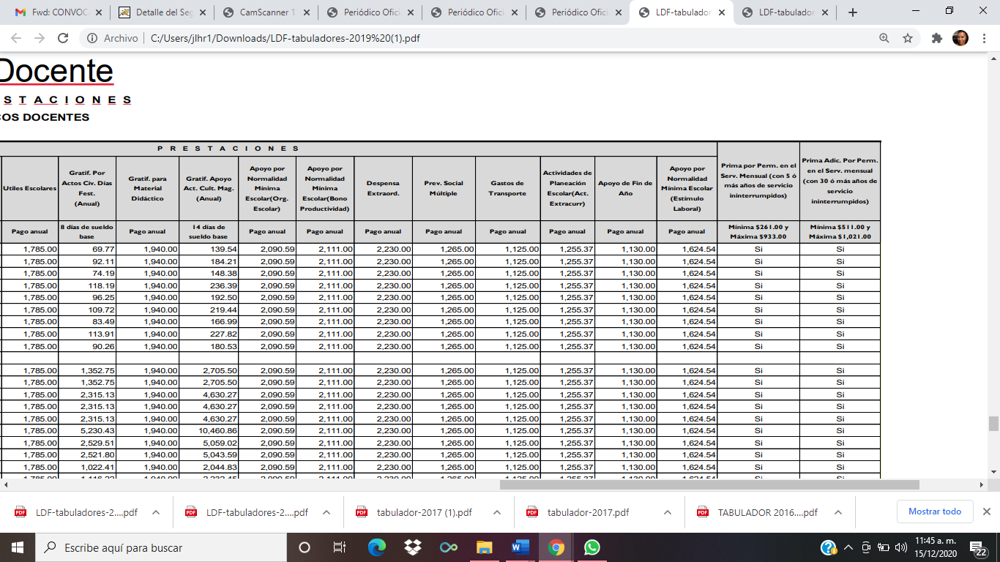 Fwd: CONVOC
Detalle del Seg
CamScanner 1
Periódico Ofici
Periódico Ofici
Periódico Ofici
LDF-tabulador
LDF-tabulador
Archivo | C:/Users/jlhr1/Downloads/LDF-tabuladores-2019%20(1).pdf
Docente
S T A C I O N E S
COS DOCENTES
P R E S T A C I O N E S
Utiles Escolares
Gratif. Por Actos Cív. Días Fest. (Anual)
Gratif. para Material Didáctico
Gratif. Apoyo Act. Cult. Mag. (Anual)
Apoyo por Normalidad Mínima Escolar(Org. Escolar)
Apoyo por Normalidad Mínima Escolar(Bono Productividad)
Despensa Extraord.
Prev. Social Múltiple
Gastos de Transporte
Actividades de Planeación Escolar(Act. Extracurr)
Apoyo de Fin de Año
Apoyo por Normalidad Mínima Escolar (Estímulo Laboral)
Prima por Perm. en el Serv. Mensual (con 5 ó más años de servicio ininterrumpidos)
Prima Adic. Por Perm. en el Serv. mensual (con 30 ó más años de servicio ininterrumpidos)
Pago anual 8 días de sueldo base Pago anual 14 días de sueldo base Pago anual Pago anual Pago anual Pago anual Pago anual Pago anual Pago anual Pago anual Mínima $261.00 y Máxima $933.00 Mínima $511.00 y Máxima $1,021.00
1,785.00 69.77 1,940.00 139.54 2,090.59 2,111.00 2,230.00 1,265.00 1,125.00 1,255.37 1,130.00 1,624.54 Si Si
1,785.00 92.11 1,940.00 184.21 2,090.59 2,111.00 2,230.00 1,265.00 1,125.00 1,255.37 1,130.00 1,624.54 Si Si
1,785.00 74.19 1,940.00 148.38 2,090.59 2,111.00 2,230.00 1,265.00 1,125.00 1,255.37 1,130.00 1,624.54 Si Si
1,785.00 118.19 1,940.00 236.39 2,090.59 2,111.00 2,230.00 1,265.00 1,125.00 1,255.37 1,130.00 1,624.54 Si Si
1,785.00 96.25 1,940.00 192.50 2,090.59 2,111.00 2,230.00 1,265.00 1,125.00 1,255.37 1,130.00 1,624.54 Si Si
1,785.00 109.72 1,940.00 219.44 2,090.59 2,111.00 2,230.00 1,265.00 1,125.00 1,255.37 1,130.00 1,624.54 Si Si
1,785.00 83.49 1,940.00 166.99 2,090.59 2,111.00 2,230.00 1,265.00 1,125.00 1,255.37 1,130.00 1,624.54 Si Si
1,785.00 113.91 1,940.00 227.82 2,090.59 2,111.00 2,230.00 1,265.00 1,125.00 1,255.37 1,130.00 1,624.54 Si Si
1,785.00 90.26 1,940.00 180.53 2,090.59 2,111.00 2,230.00 1,265.00 1,125.00 1,255.37 1,130.00 1,624.54 Si Si
1,785.00 1,352.75 1,940.00 2,705.50 2,090.59 2,111.00 2,230.00 1,265.00 1,125.00 1,255.37 1,130.00 1,624.54 Si Si
1,785.00 1,352.75 1,940.00 2,705.50 2,090.59 2,111.00 2,230.00 1,265.00 1,125.00 1,255.37 1,130.00 1,624.54 Si Si
1,785.00 2,315.13 1,940.00 4,630.27 2,090.59 2,111.00 2,230.00 1,265.00 1,125.00 1,255.37 1,130.00 1,624.54 Si Si
1,785.00 2,315.13 1,940.00 4,630.27 2,090.59 2,111.00 2,230.00 1,265.00 1,125.00 1,255.37 1,130.00 1,624.54 Si Si
1,785.00 2,315.13 1,940.00 4,630.27 2,090.59 2,111.00 2,230.00 1,265.00 1,125.00 1,255.37 1,130.00 1,624.54 Si Si
1,785.00 5,230.43 1,940.00 10,460.86 2,090.59 2,111.00 2,230.00 1,265.00 1,125.00 1,255.37 1,130.00 1,624.54 Si Si
1,785.00 2,529.51 1,940.00 5,059.02 2,090.59 2,111.00 2,230.00 1,265.00 1,125.00 1,255.37 1,130.00 1,624.54 Si Si
1,785.00 2,521.80 1,940.00 5,043.59 2,090.59 2,111.00 2,230.00 1,265.00 1,125.00 1,255.37 1,130.00 1,624.54 Si Si
1,785.00 1,022.41 1,940.00 2,044.83 2,090.59 2,111.00 2,230.00 1,265.00 1,125.00 1,255.37 1,130.00 1,624.54 Si Si
LDF-tabuladores-2....pdf
LDF-tabuladores-2....pdf
tabulador-2017 (1).pdf
tabulador-2017.pdf
TABULADOR 2016....pdf
Mostrar todo
Escribe aquí para buscar
11:45 a. m.
15/12/2020
22